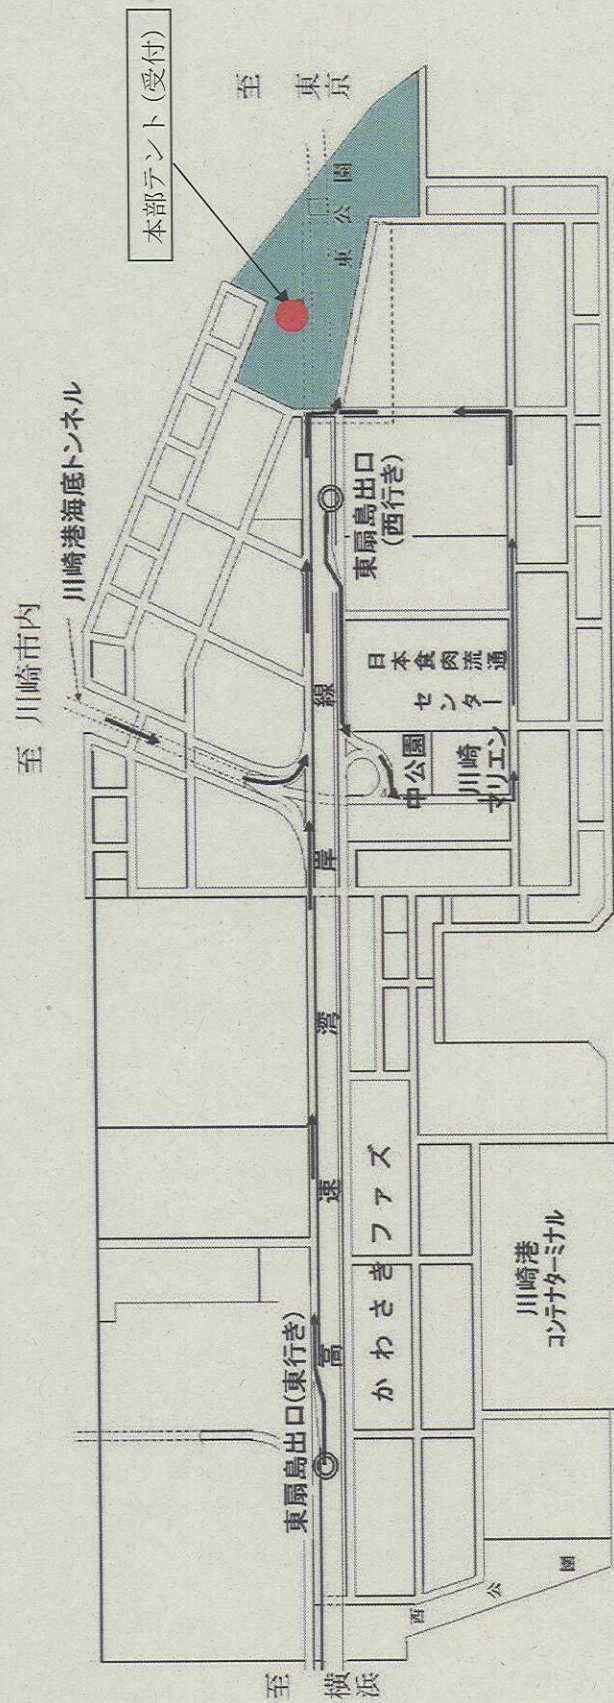 至 川崎市内
川崎港海底トンネル
本部テント(受付)
至 東京
東公園
東扇島出口(東行き)
東扇島出口
(西行き)
高速湾岸線
中公園
川崎
マリエン
日本食肉流通
センター
かわさきファズ
川崎港
コンテナターミナル
西公園
至 横浜